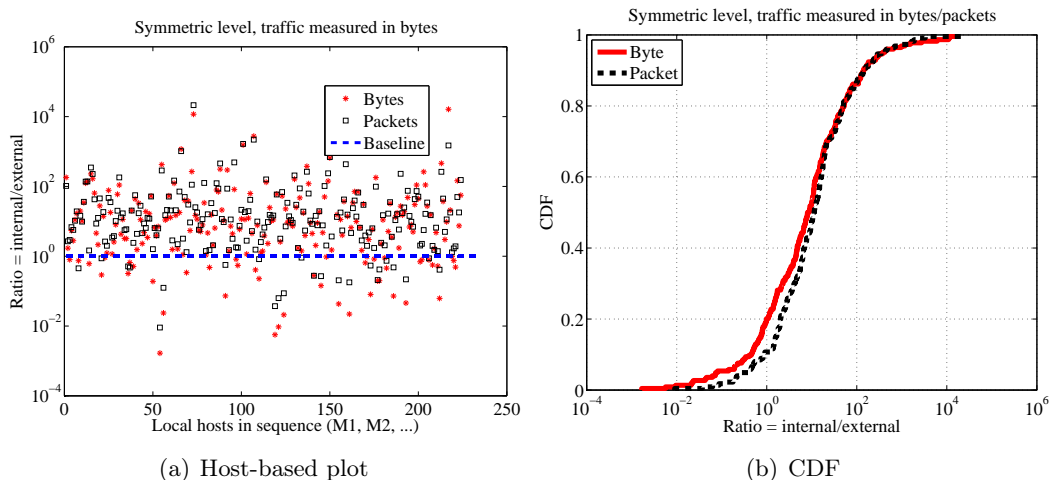 Symmetric level, traffic measured in bytes
10^6
10^4
10^2
10^0
10^-2
10^-4
Ratio = internal/external
Bytes
Packets
Baseline
0
50
100
150
200
250
Local hosts in sequence (M1, M2, ...)
(a) Host-based plot
Symmetric level, traffic measured in bytes/packets
1
0.8
0.6
0.4
0.2
0
CDF
Byte
Packet
10^-4
10^-2
10^0
10^2
10^4
10^6
Ratio = internal/external
(b) CDF